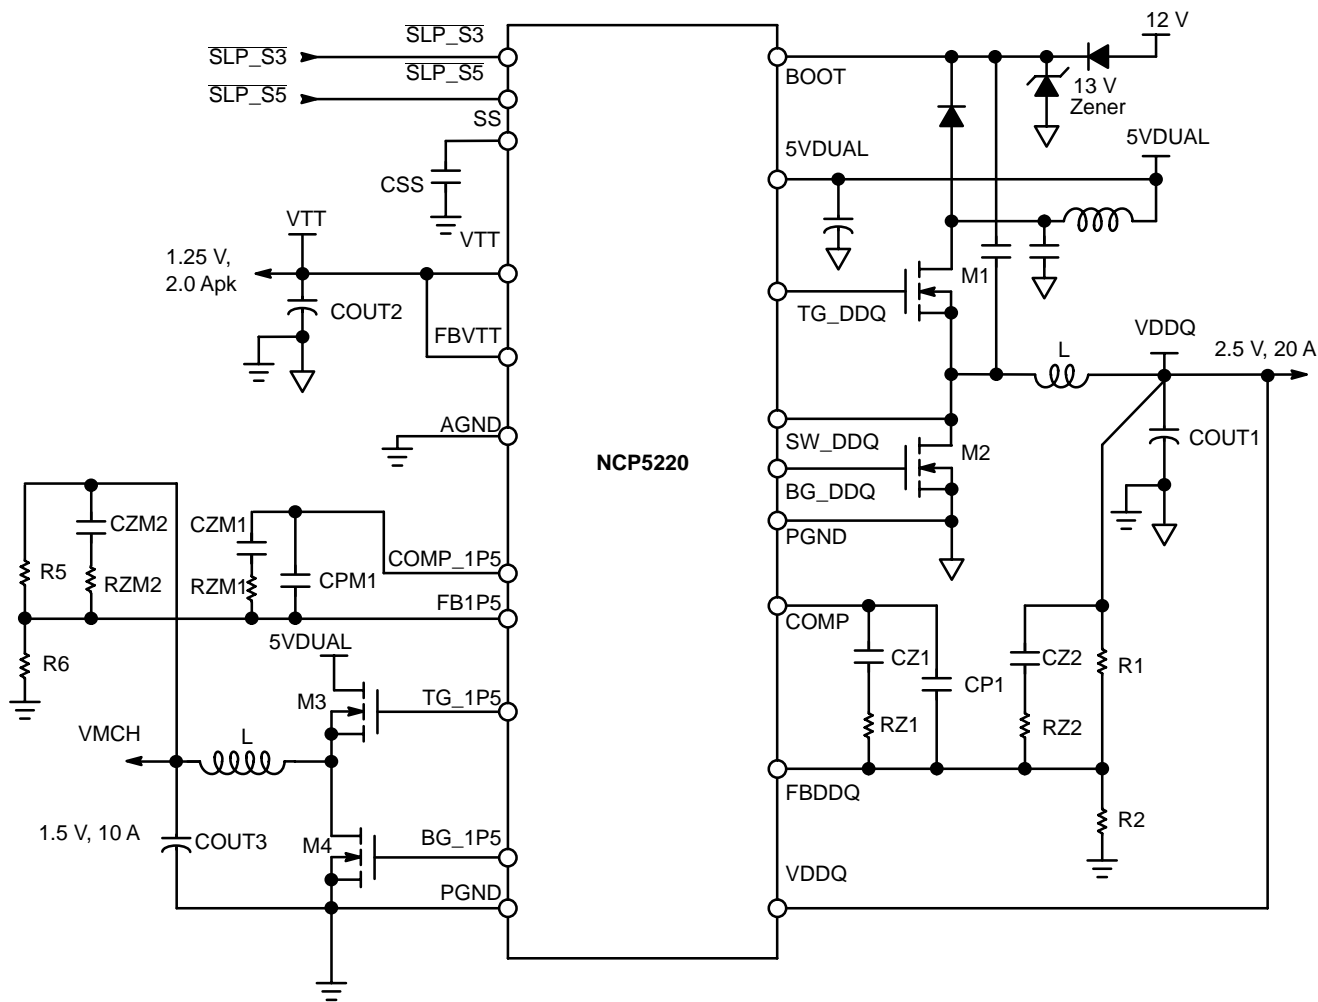 SLP_S3
SLP_S3
SLP_S5
SLP_S5
SS
CSS
VTT
VTT
1.25 V,
2.0 Apk
COUT2
FBVTT
AGND
CZM2
CZM1
R5
RZM2
RZM1
CPM1
COMP_1P5
FB1P5
R6
5VDUAL
M3
TG_1P5
VMCH
L
1.5 V, 10 A
COUT3
M4
BG_1P5
PGND
NCP5220
12 V
BOOT
13 V
Zener
5VDUAL
5VDUAL
M1
TG_DDQ
VDDQ
L
2.5 V, 20 A
SW_DDQ
M2
COUT1
BG_DDQ
PGND
COMP
CZ1
CP1
CZ2
R1
RZ1
RZ2
FBDDQ
R2
VDDQ